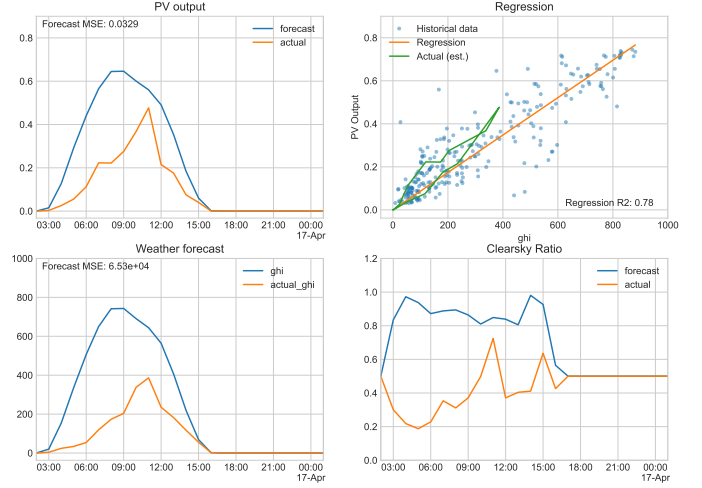 PV output
Forecast MSE: 0.0329
forecast
actual
0.8
0.6
0.4
0.2
0.0
03:00 06:00 09:00 12:00 15:00 18:00 21:00 00:00
17-Apr
Regression
Historical data
Regression
Actual (est.)
PV Output
0.8
0.6
0.4
0.2
0.0
Regression R2: 0.78
0 200 400 600 800 1000
ghi
Weather forecast
Forecast MSE: 6.53e+04
ghi
actual_ghi
1000
800
600
400
200
0
03:00 06:00 09:00 12:00 15:00 18:00 21:00 00:00
17-Apr
Clearsky Ratio
forecast
actual
1.2
1.0
0.8
0.6
0.4
0.2
0.0
03:00 06:00 09:00 12:00 15:00 18:00 21:00 00:00
17-Apr